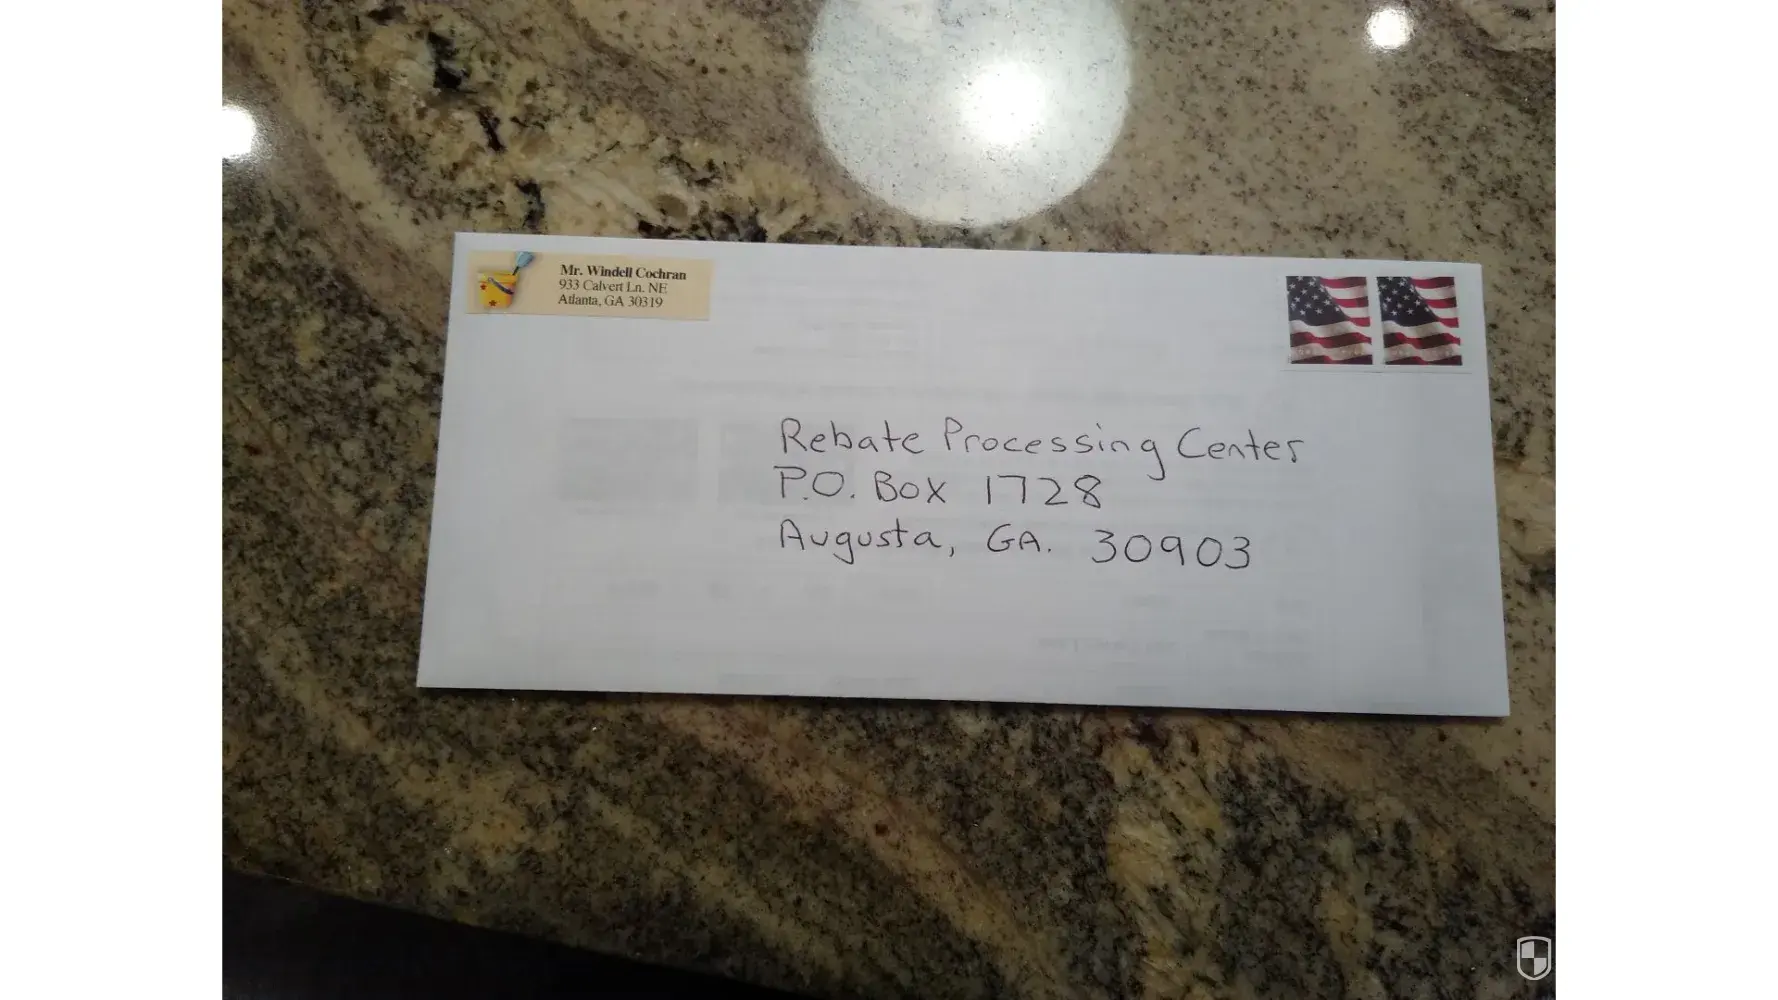 Mr. Windell Cochran
933 Calvert Ln. NE
Atlanta, GA 30319
Rebate Processing Center
P.O. Box 1728
Augusta, GA. 30903